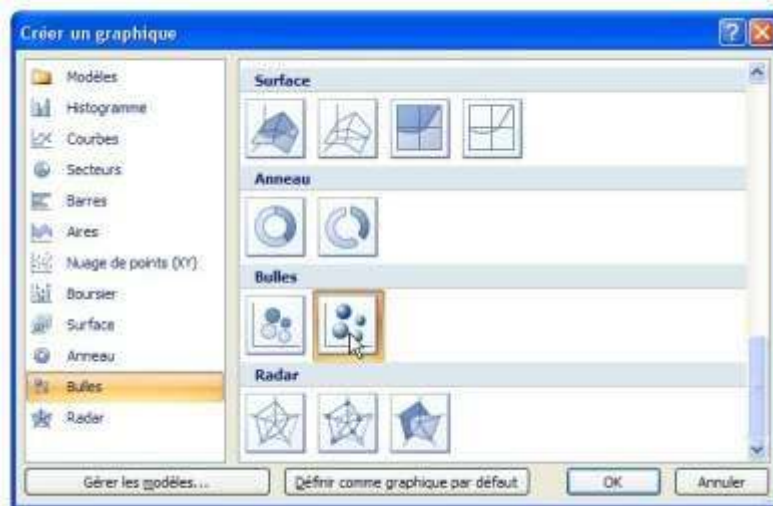 Créer un graphique
Modèles
Histogramme
Courbes
Secteurs
Barres
Aires
Nuage de points (XY)
Boursier
Surface
Anneau
Bulles
Radar
Surface
Anneau
Bulles
Radar
Gérer les modèles...
Définir comme graphique par défaut
OK
Annuler